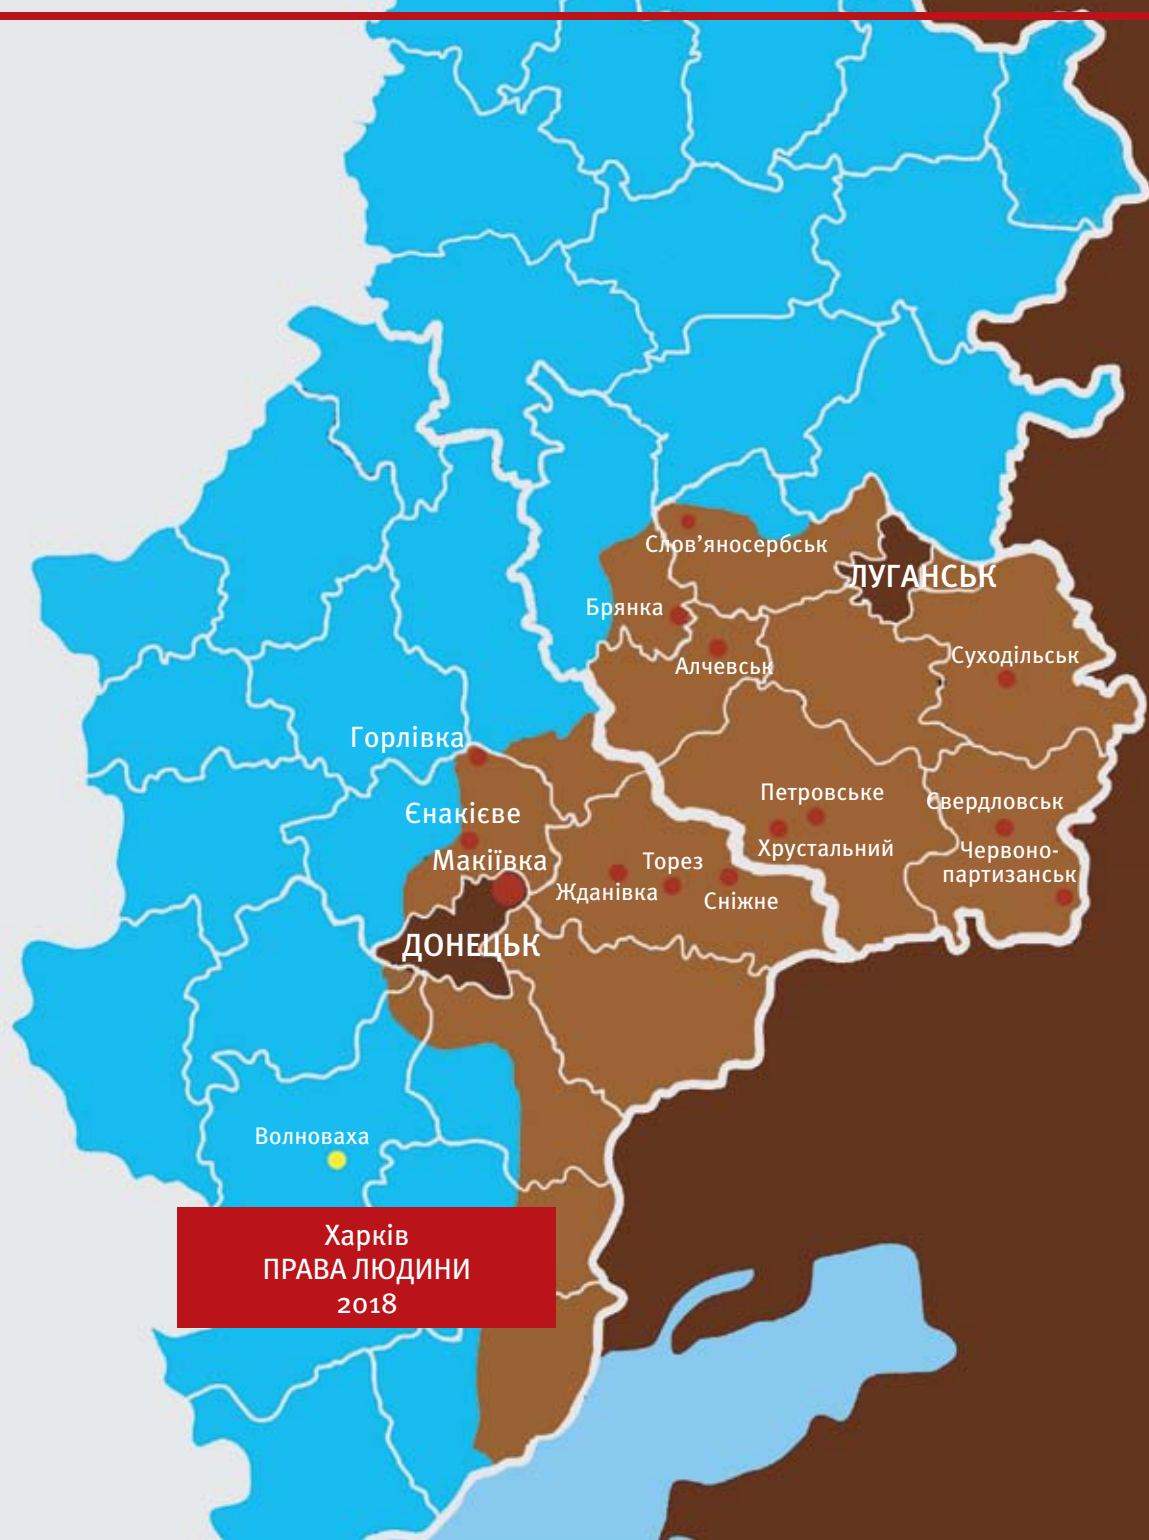 Слов’яносербськ
ЛУГАНСЬК
Брянка
Алчевськ
Суходільськ
Горлівка
Єнакієве
Макіївка
Петровське
Хрустальний
Свердловськ
Червоно-
партизанськ
Торез
Жданівка
Сніжне
ДОНЕЦЬК
Волноваха
Харків
ПРАВА ЛЮДИНИ
2018